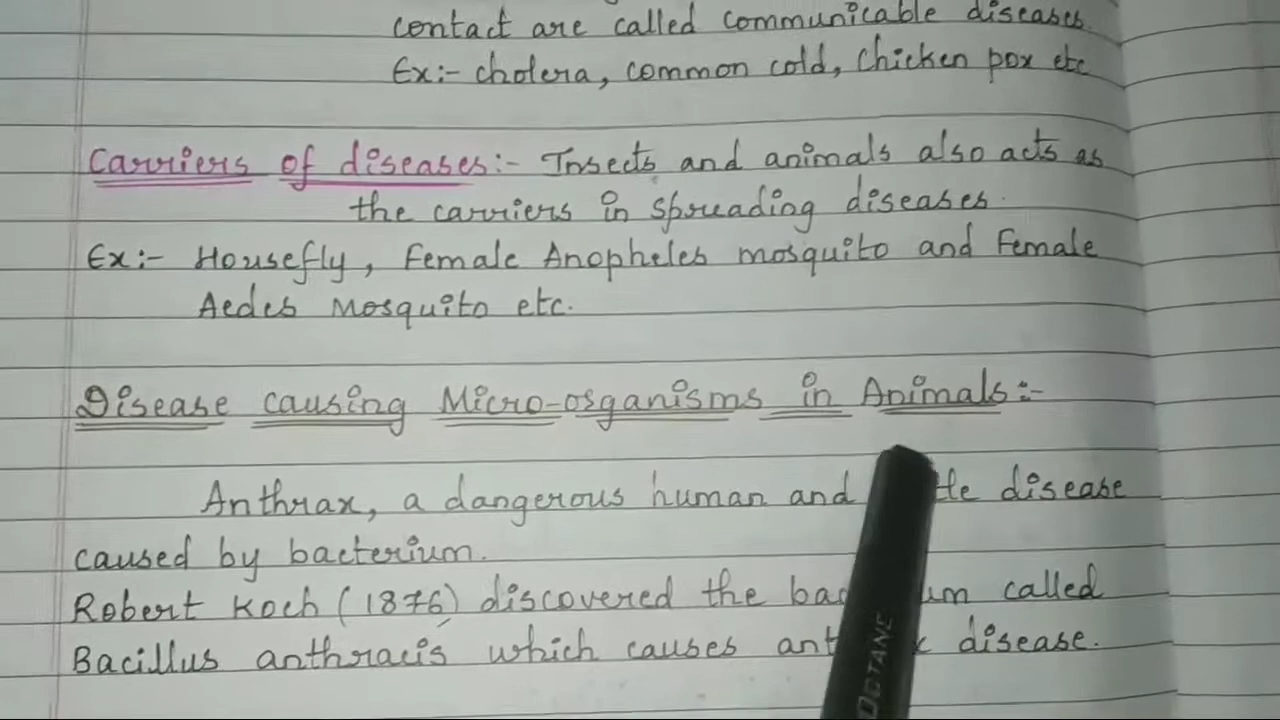 contact are called communicable diseases.
Ex:- cholera, common cold, chicken pox etc
Carriers of diseases:- Insects and animals also acts as
the carriers in spreading diseases.
Ex:- Housefly, Female Anopheles mosquito and Female
Aedes Mosquito etc.
Disease causing Micro-organisms in Animals:-
Anthrax, a dangerous human and disease
caused by bacterium.
Robert Koch (1876) discovered the called
Bacillus anthracis which causes disease.
OCTANE